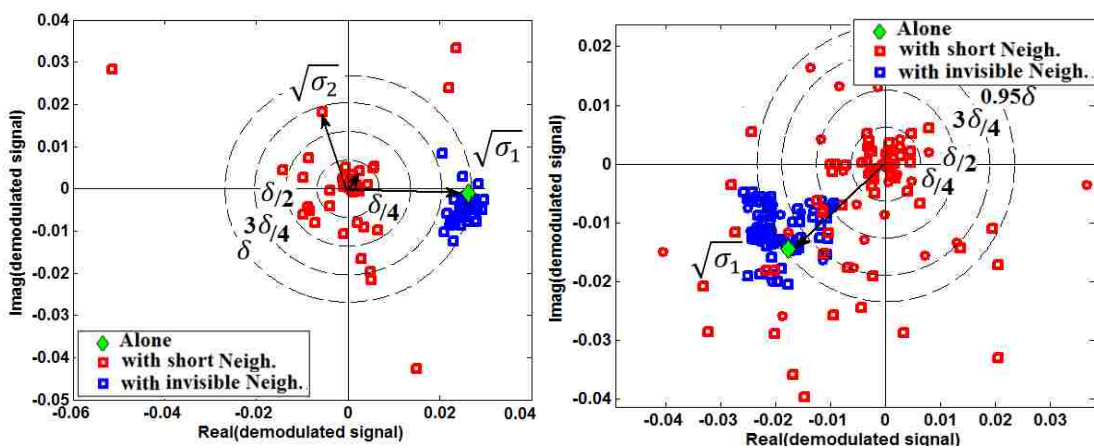 0.04
0.03
0.02
0.01
0
-0.01
-0.02
-0.03
-0.04
-0.05
Imag(demodulated signal)
√σ₂
√σ₁
δ/2
δ/4
3δ/4
δ
Alone
with short Neigh.
with invisible Neigh.
-0.06 -0.04 -0.02 0 0.02 0.04
Real(demodulated signal)
0.02
0.01
0
-0.01
-0.02
-0.03
-0.04
Imag(demodulated signal)
Alone
with short Neigh.
with invisible Neigh.
0.95δ
3δ/4
δ/2
δ/4
√σ₁
-0.04 -0.03 -0.02 -0.01 0 0.01 0.02 0.03
Real(demodulated signal)